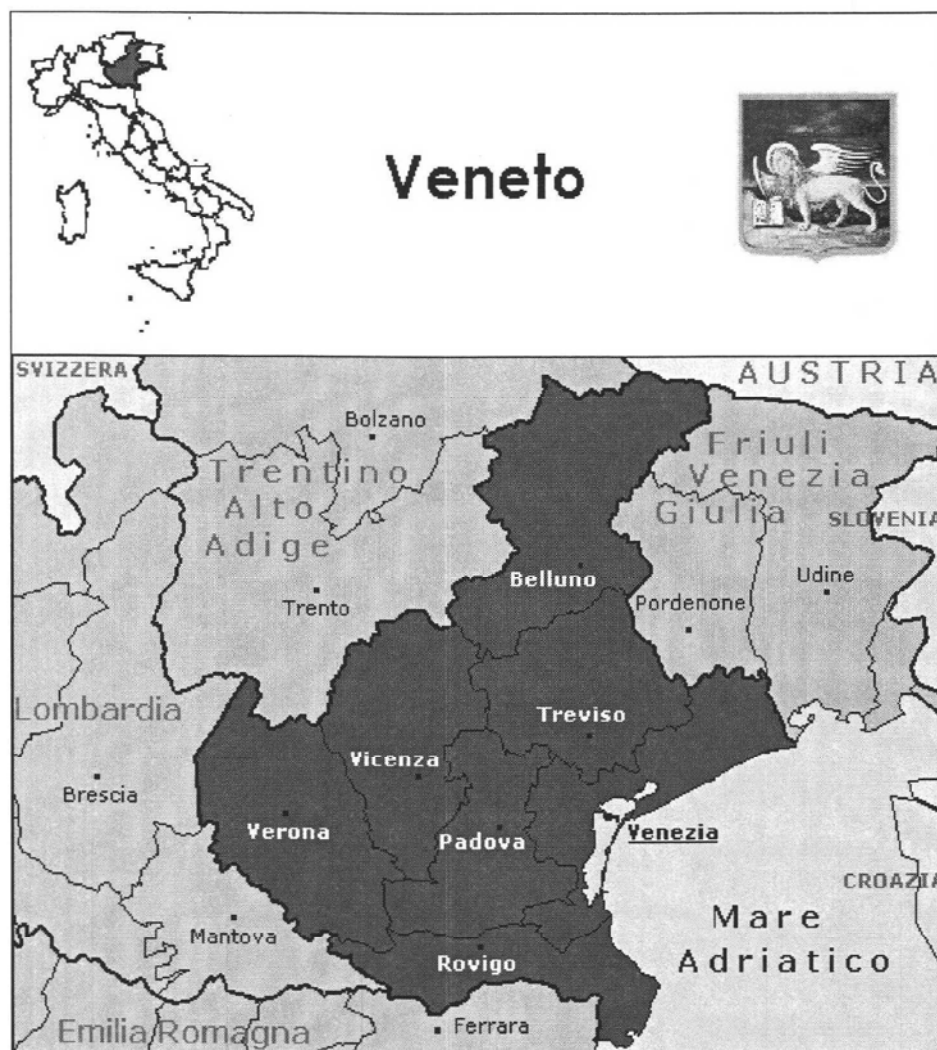 Veneto
SVIZZERA
AUSTRIA
Bolzano
Trentino
Alto
Adige
Friuli
Venezia
Giulia
SLOVENIA
Belluno
Udine
Trento
Pordenone
Lombardia
Treviso
Vicenza
Brescia
Verona
Padova
Venezia
CROAZIA
Mantova
Mare
Adriatico
Rovigo
Emilia Romagna
Ferrara